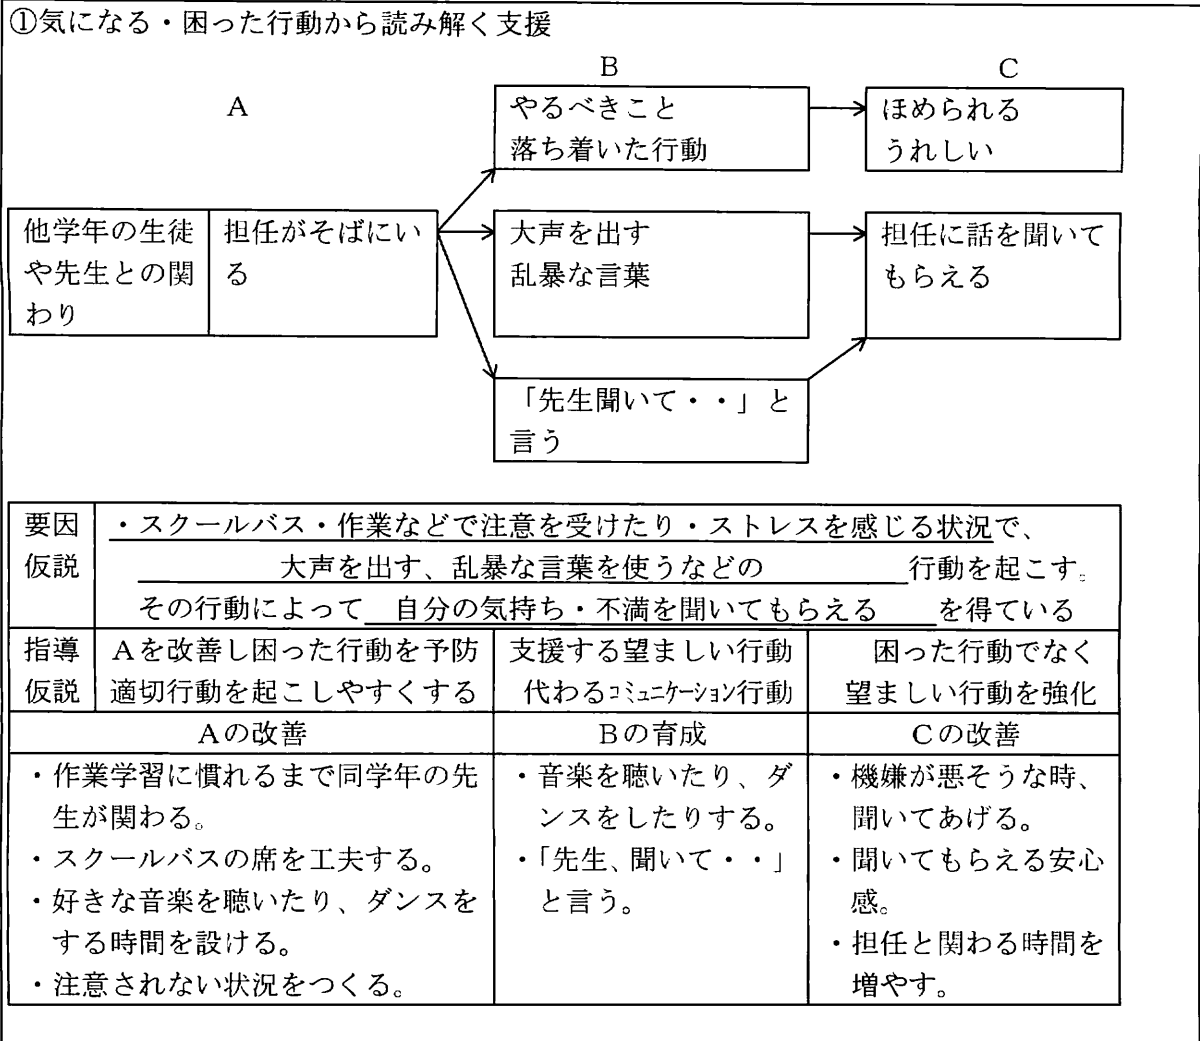 ①気になる・困った行動から読み解く支援
A
B
C
他学年の生徒
や先生との関
わり
担任がそばにい
る
やるべきこと
落ち着いた行動
ほめられる
うれしい
大声を出す
乱暴な言葉
担任に話を聞いて
もらえる
「先生聞いて・・」と
言う
要因
仮説
・スクールバス・作業などで注意を受けたり・ストレスを感じる状況で、
大声を出す、乱暴な言葉を使うなどの 行動を起こす。
その行動によって 自分の気持ち・不満を聞いてもらえる を得ている
指導
仮説
Aを改善し困った行動を予防
適切行動を起こしやすくする
支援する望ましい行動
代わるコミュニケーション行動
困った行動でなく
望ましい行動を強化
Aの改善
Bの育成
Cの改善
・作業学習に慣れるまで同学年の先
生が関わる。
・スクールバスの席を工夫する。
・好きな音楽を聴いたり、ダンスを
する時間を設ける。
・注意されない状況をつくる。
・音楽を聴いたり、ダ
ンスをしたりする。
・「先生、聞いて・・」
と言う。
・機嫌が悪そうな時、
聞いてあげる。
・聞いてもらえる安心
感。
・担任と関わる時間を
増やす。